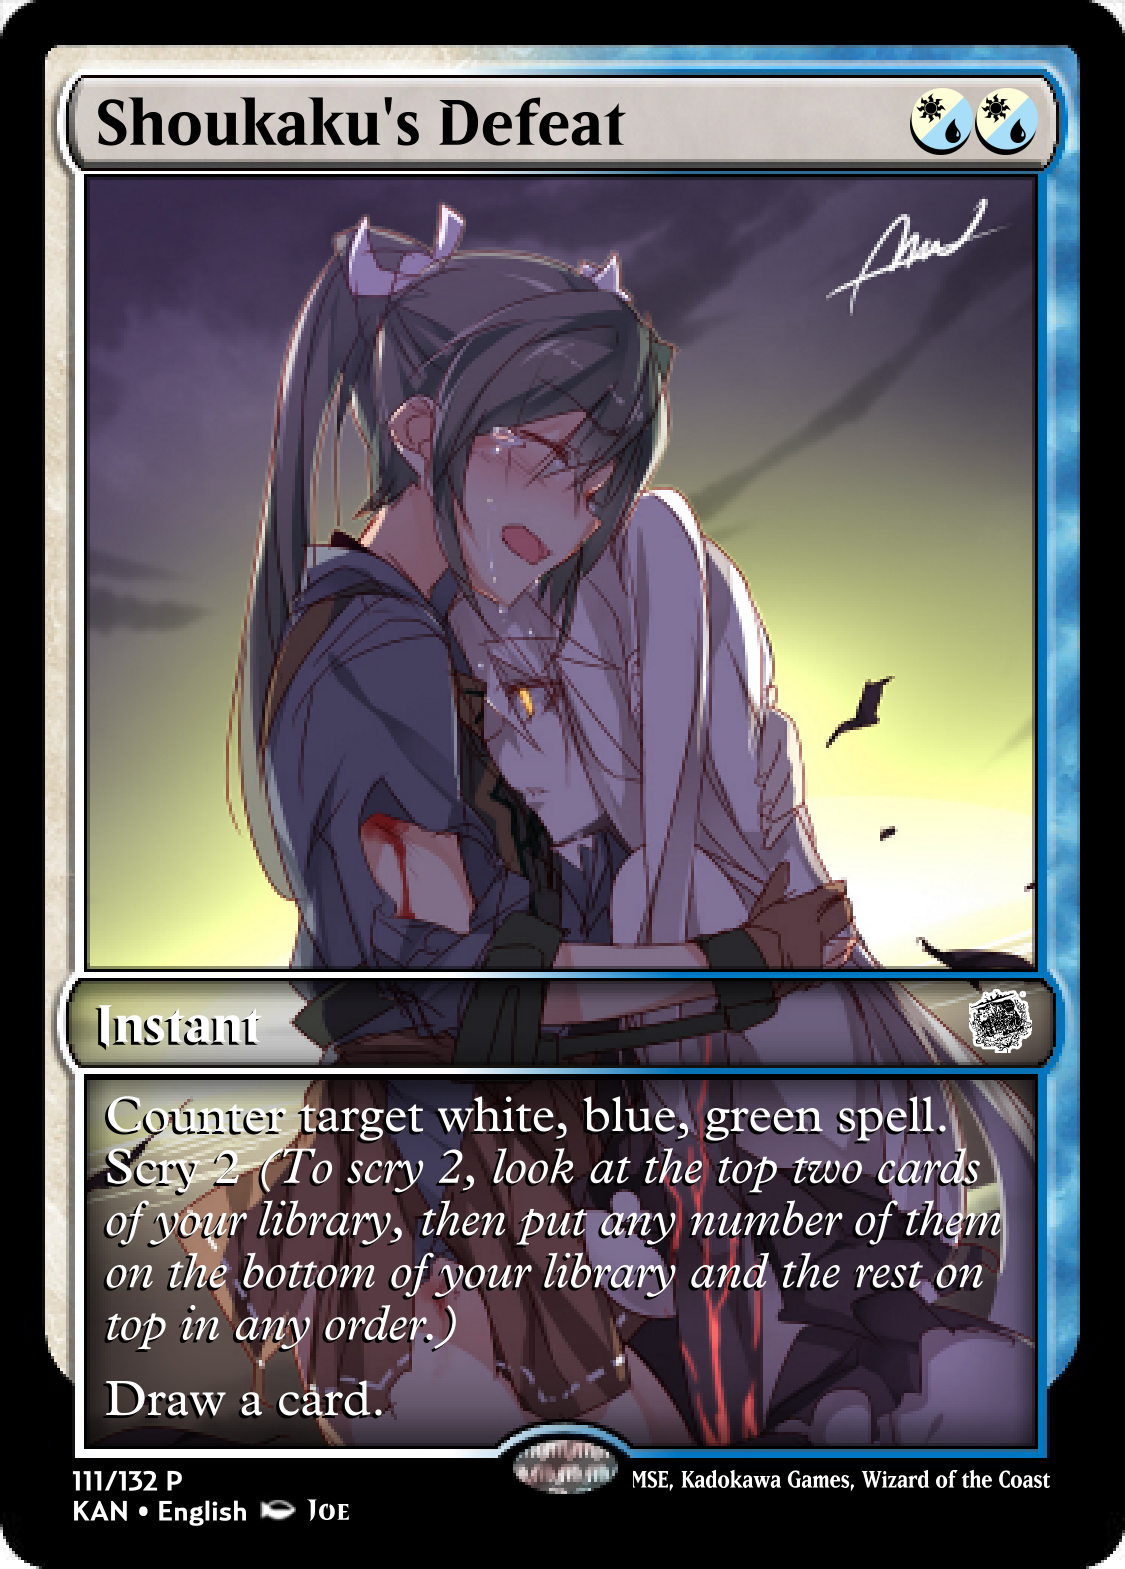 Shoukaku's Defeat
Instant
Counter target white, blue, green spell.
Scry 2 (To scry 2, look at the top two cards
of your library, then put any number of them
on the bottom of your library and the rest on
top in any order.)
Draw a card.
111/132 P
MSE, Kadokawa Games, Wizard of the Coast
KAN • English JOE